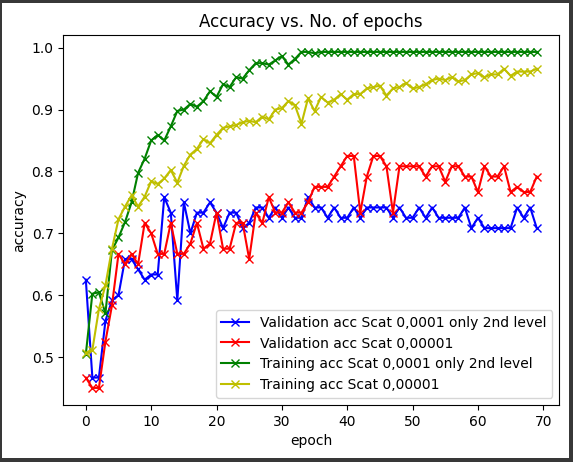 Accuracy vs. No. of epochs
1.0
0.9
0.8
0.7
0.6
0.5
accuracy
Validation acc Scat 0,0001 only 2nd level
Validation acc Scat 0,00001
Training acc Scat 0,0001 only 2nd level
Training acc Scat 0,00001
0 10 20 30 40 50 60 70
epoch